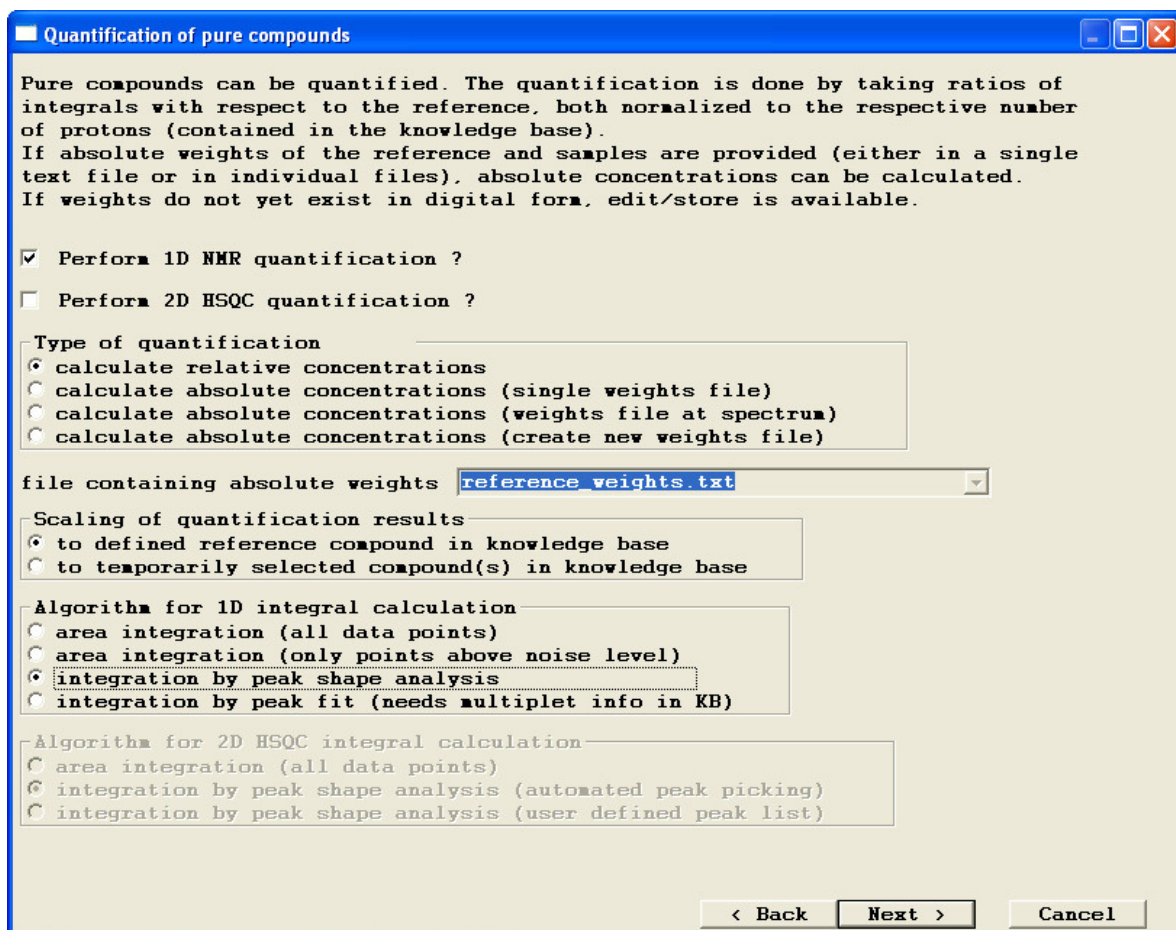 Quantification of pure compounds
Pure compounds can be quantified. The quantification is done by taking ratios of
integrals with respect to the reference, both normalized to the respective number
of protons (contained in the knowledge base).
If absolute weights of the reference and samples are provided (either in a single
text file or in individual files), absolute concentrations can be calculated.
If weights do not yet exist in digital form, edit/store is available.
Perform 1D NMR quantification ?
Perform 2D HSQC quantification ?
Type of quantification
calculate relative concentrations
calculate absolute concentrations (single weights file)
calculate absolute concentrations (weights file at spectrum)
calculate absolute concentrations (create new weights file)
file containing absolute weights reference_weights.txt
Scaling of quantification results
to defined reference compound in knowledge base
to temporarily selected compound(s) in knowledge base
Algorithm for 1D integral calculation
area integration (all data points)
area integration (only points above noise level)
integration by peak shape analysis
integration by peak fit (needs multiplet info in KB)
Algorithm for 2D HSQC integral calculation
area integration (all data points)
integration by peak shape analysis (automated peak picking)
integration by peak shape analysis (user defined peak list)
< Back Next > Cancel